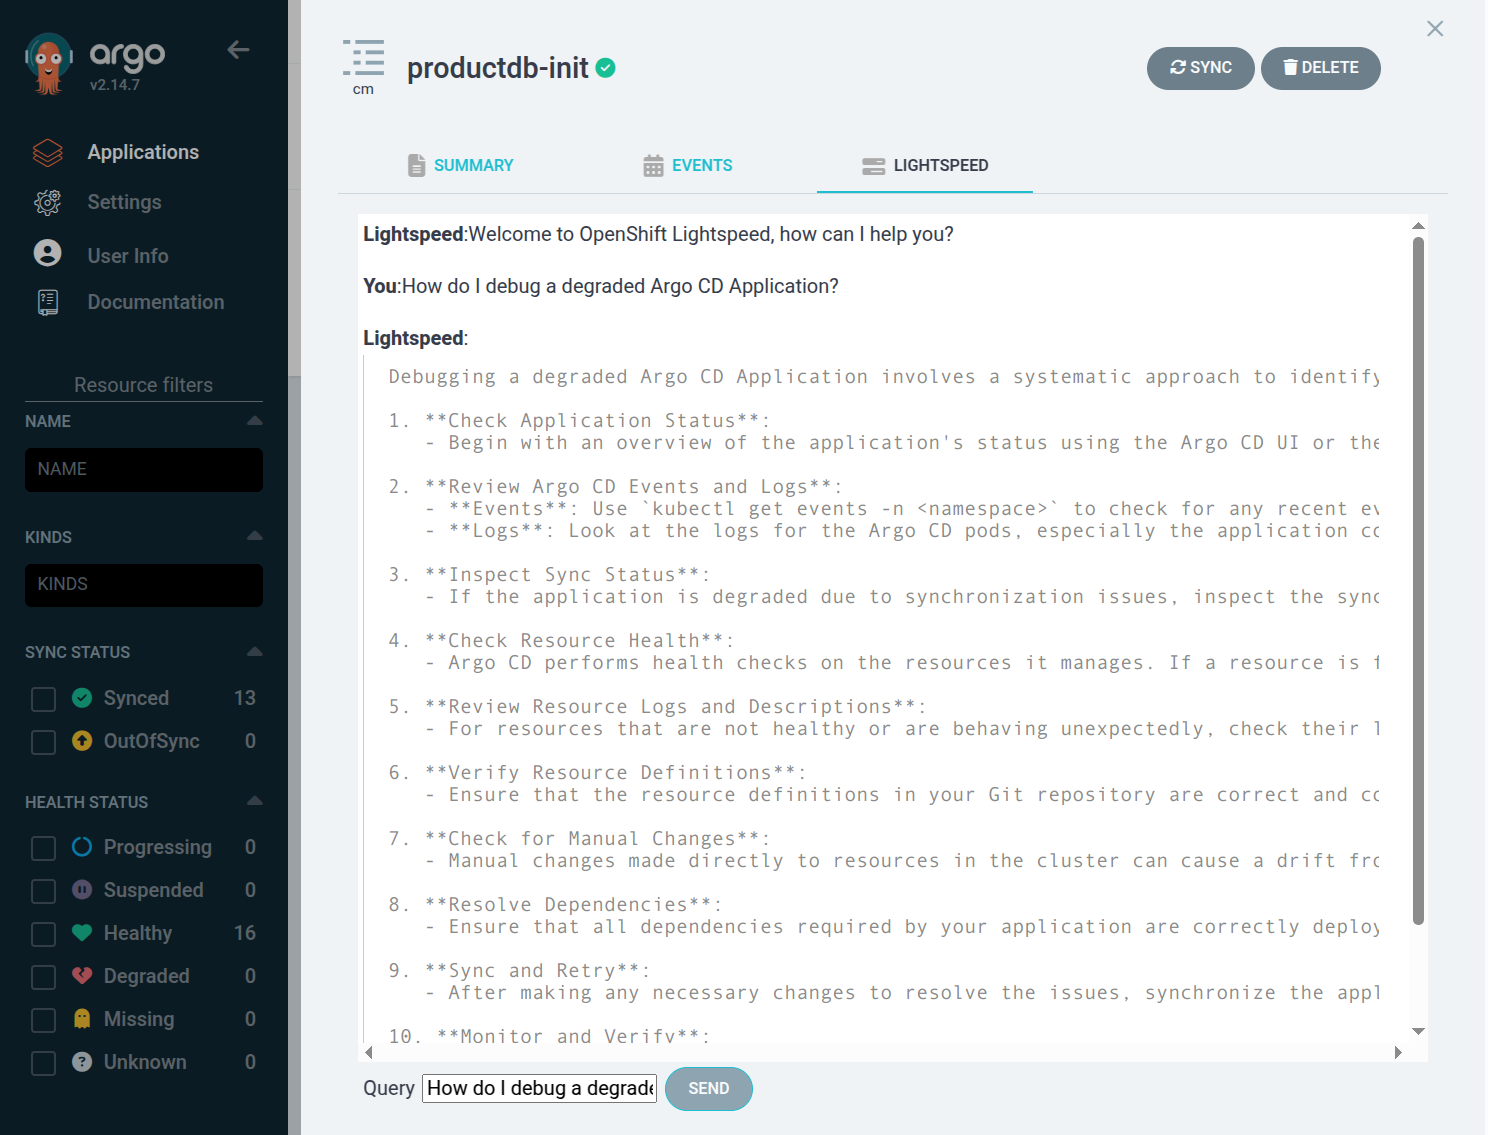 argo
v2.14.7
Applications
Settings
User Info
Documentation
Resource filters
NAME
NAME
KINDS
KINDS
SYNC STATUS
Synced 13
OutOfSync 0
HEALTH STATUS
Progressing 0
Suspended 0
Healthy 16
Degraded 0
Missing 0
Unknown 0
cm
productdb-init
SYNC
DELETE
SUMMARY
EVENTS
LIGHTSPEED
Lightspeed:Welcome to OpenShift Lightspeed, how can I help you?
You:How do I debug a degraded Argo CD Application?
Lightspeed:
Debugging a degraded Argo CD Application involves a systematic approach to identify
1. **Check Application Status**:
- Begin with an overview of the application's status using the Argo CD UI or the
2. **Review Argo CD Events and Logs**:
- **Events**: Use `kubectl get events -n <namespace>` to check for any recent ev
- **Logs**: Look at the logs for the Argo CD pods, especially the application co
3. **Inspect Sync Status**:
- If the application is degraded due to synchronization issues, inspect the sync
4. **Check Resource Health**:
- Argo CD performs health checks on the resources it manages. If a resource is f
5. **Review Resource Logs and Descriptions**:
- For resources that are not healthy or are behaving unexpectedly, check their l
6. **Verify Resource Definitions**:
- Ensure that the resource definitions in your Git repository are correct and co
7. **Check for Manual Changes**:
- Manual changes made directly to resources in the cluster can cause a drift fro
8. **Resolve Dependencies**:
- Ensure that all dependencies required by your application are correctly deploy
9. **Sync and Retry**:
- After making any necessary changes to resolve the issues, synchronize the appl
10. **Monitor and Verify**:
Query How do I debug a degrade
SEND